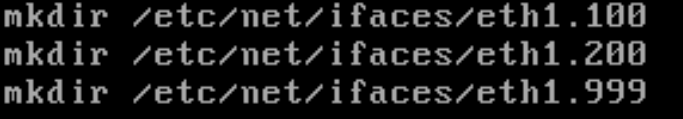 mkdir /etc/net/ifaces/eth1.100
mkdir /etc/net/ifaces/eth1.200
mkdir /etc/net/ifaces/eth1.999